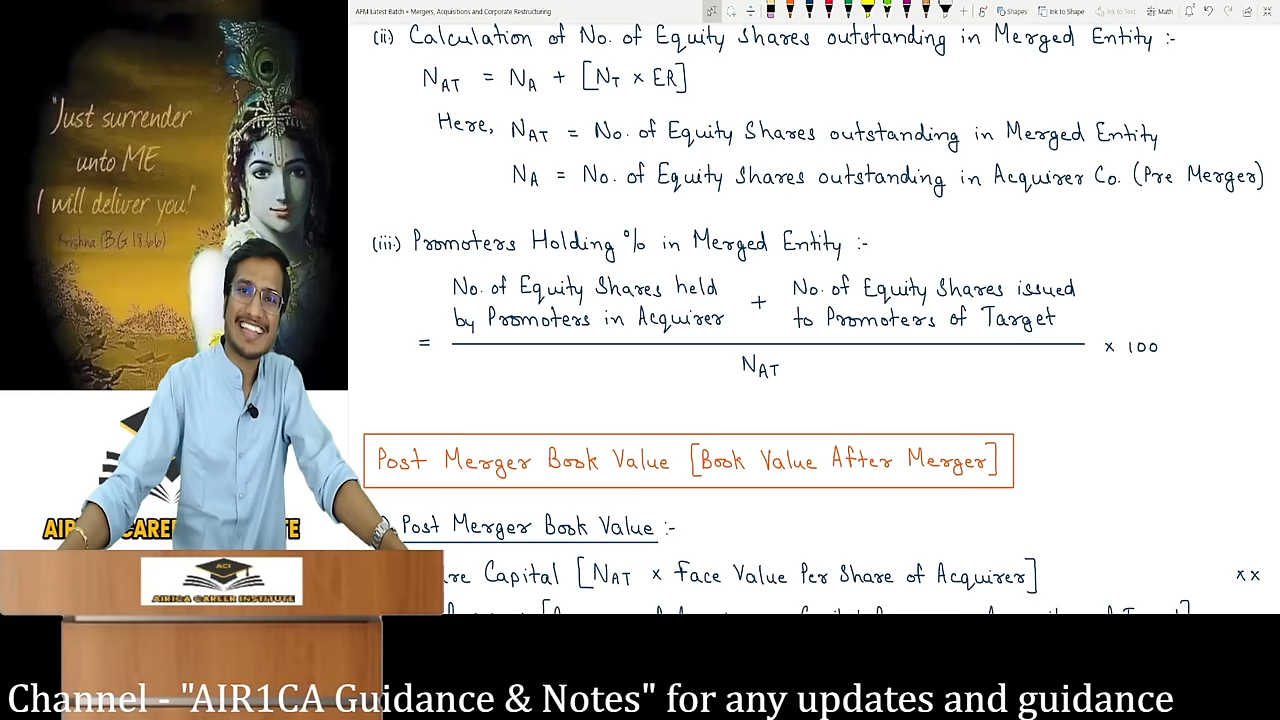 AFM Latest Batch » Mergers, Acquisitions and Corporate Restructuring
Shapes
Ink to Shape
Ink to Text
Math
(ii) Calculation of No. of Equity Shares outstanding in Merged Entity :-
NAT = NA + [NT × ER]
Here, NAT = No. of Equity Shares outstanding in Merged Entity
NA = No. of Equity Shares outstanding in Acquirer Co. (Pre Merger)
(iii) Promoters Holding % in Merged Entity :-
= No. of Equity Shares held by Promoters in Acquirer + No. of Equity Shares issued to Promoters of Target
NAT
× 100
Post Merger Book Value [Book Value After Merger]
Post Merger Book Value :-
re Capital [NAT × Face Value Per Share of Acquirer] xx
"Just surrender
unto ME
I will deliver you!"
Krishna (BG 18:66)
ACI
AIR1CA CAREER INSTITUTE
Channel - "AIR1CA Guidance & Notes" for any updates and guidance